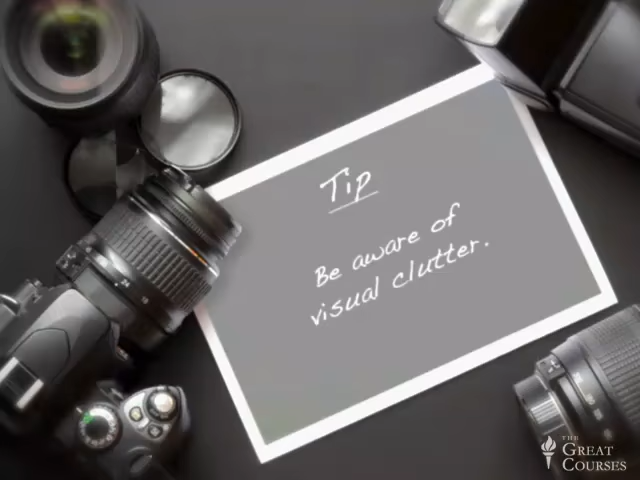 Tip
Be aware of
visual clutter.
THE
GREAT
COURSES